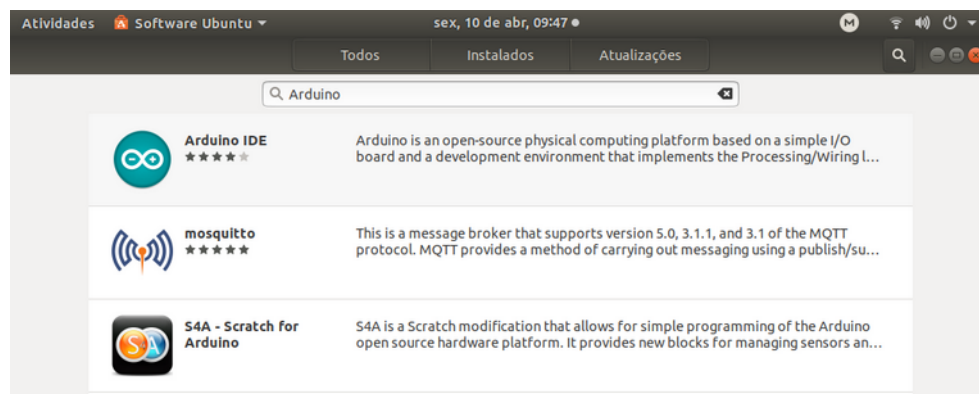 Atividades Software Ubuntu sex, 10 de abr, 09:47 M
Todos Instalados Atualizações
Arduino
Arduino IDE
Arduino is an open-source physical computing platform based on a simple I/O
board and a development environment that implements the Processing/Wiring l...
mosquitto
This is a message broker that supports version 5.0, 3.1.1, and 3.1 of the MQTT
protocol. MQTT provides a method of carrying out messaging using a publish/su...
S4A - Scratch for
Arduino
S4A is a Scratch modification that allows for simple programming of the Arduino
open source hardware platform. It provides new blocks for managing sensors an...
SA